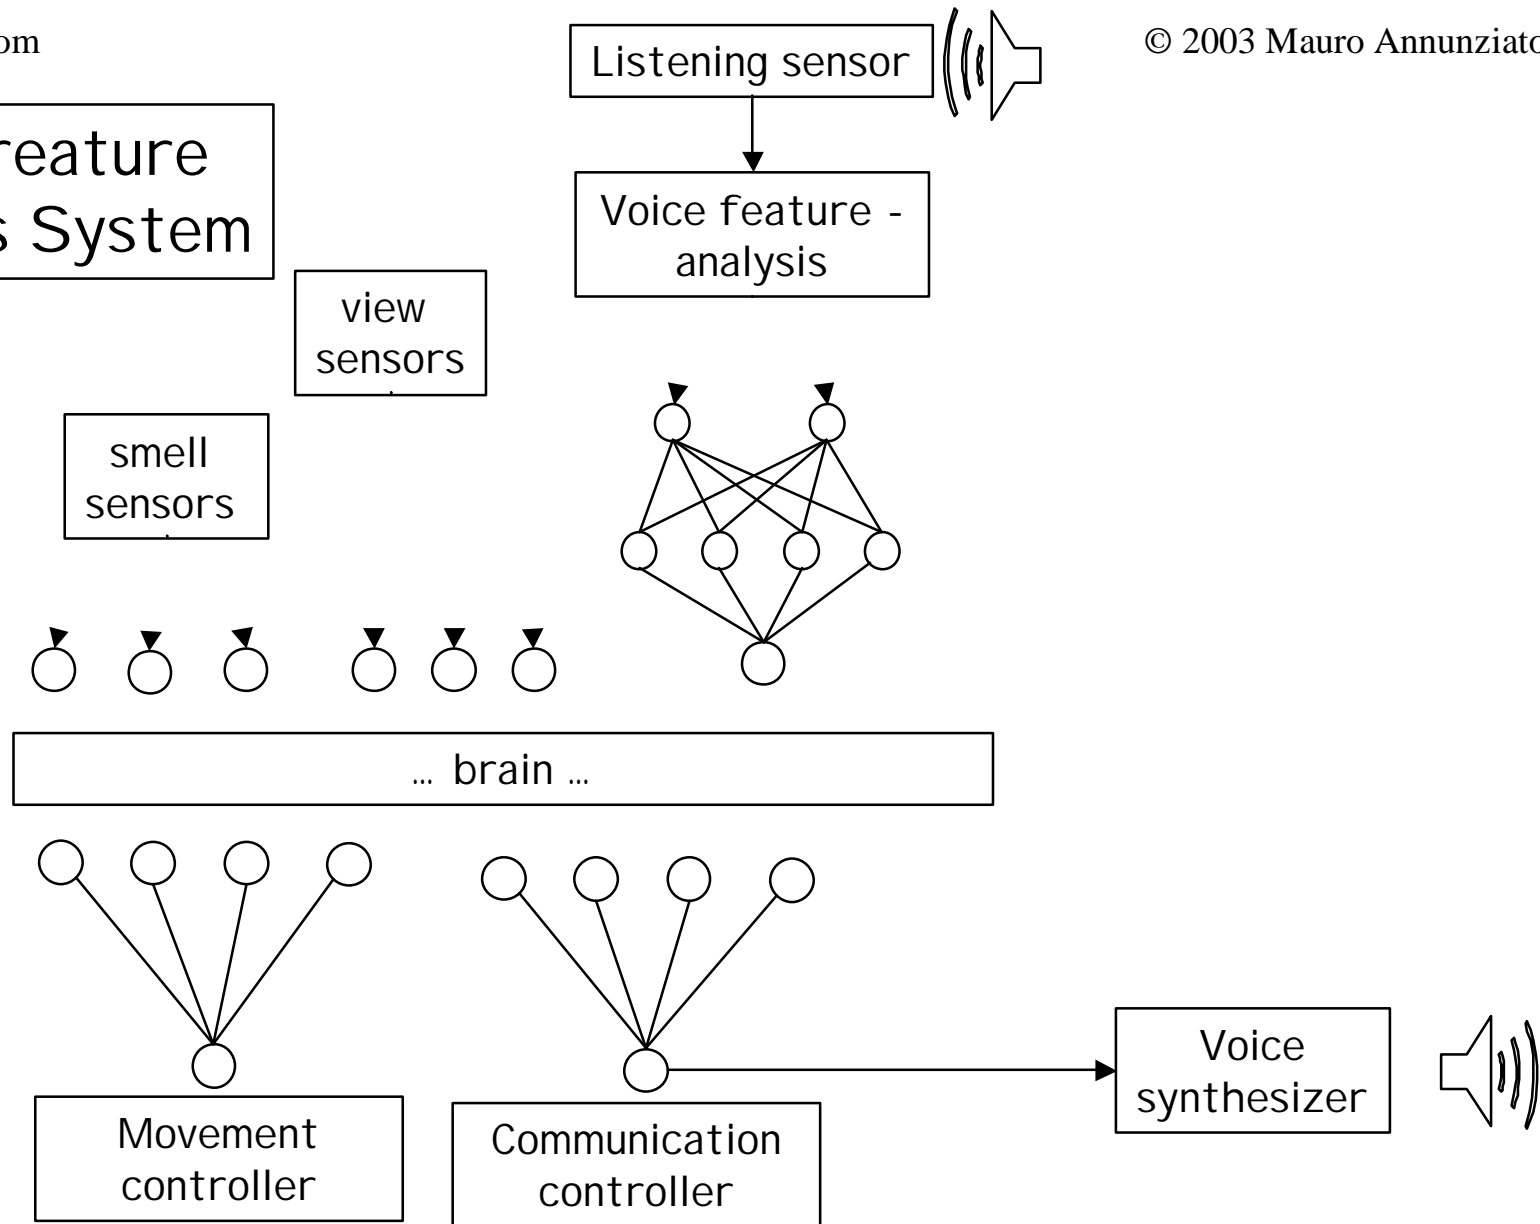 om
© 2003 Mauro Annunziato
Listening sensor
reature
s System
Voice feature -
analysis
view
sensors
smell
sensors
... brain ...
Voice
synthesizer
Movement
controller
Communication
controller